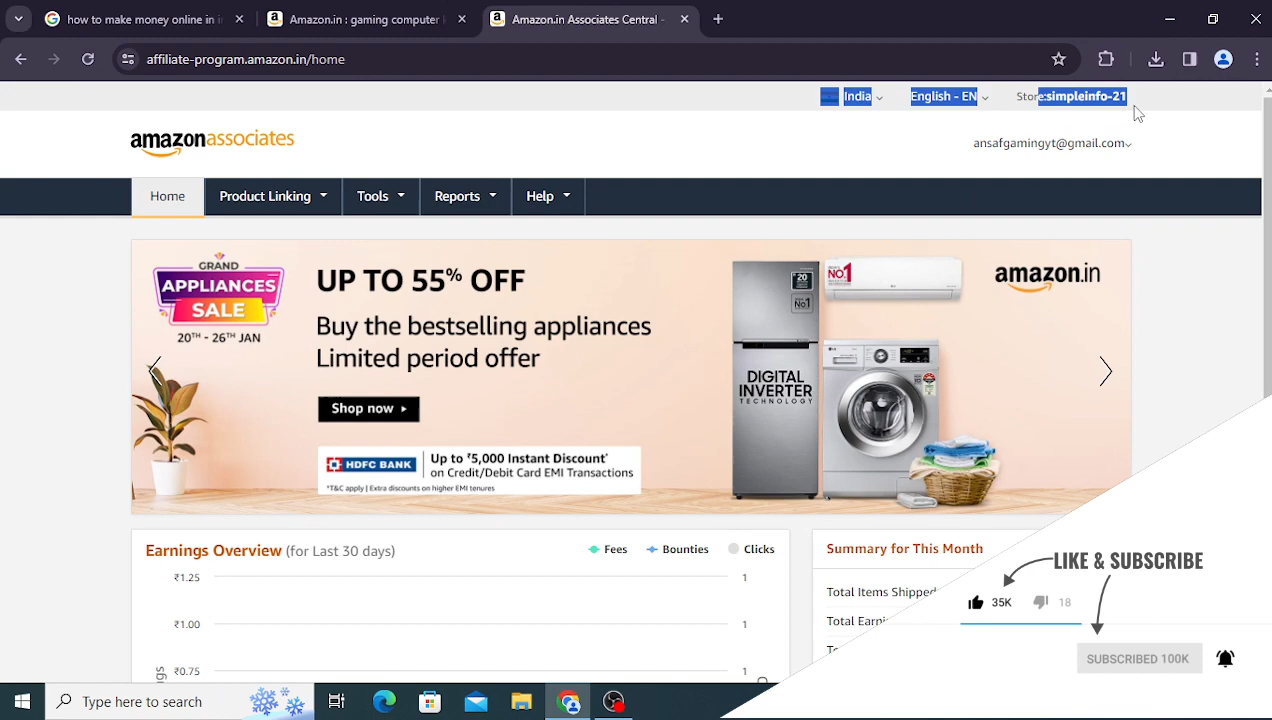 how to make money online in in
Amazon.in : gaming computer
Amazon.in Associates Central -
affiliate-program.amazon.in/home
India
English - EN
Store:simpleinfo-21
amazonassociates
ansafgamingyt@gmail.com
Home
Product Linking
Tools
Reports
Help
GRAND
APPLIANCES
SALE
20TH - 26TH JAN
UP TO 55% OFF
Buy the bestselling appliances
Limited period offer
Shop now
HDFC BANK
Up to ₹5,000 Instant Discount*
on Credit/Debit Card EMI Transactions
*T&C apply | Extra discounts on higher EMI tenures
20
No.1
DIGITAL
INVERTER
TECHNOLOGY
NO.1
LG
amazon.in
Earnings Overview (for Last 30 days)
Fees
Bounties
Clicks
₹1.25
1
₹1.00
1
₹0.75
1
Summary for This Month
Total Items Shipped
Total
LIKE & SUBSCRIBE
35K
18
SUBSCRIBED 100K
Type here to search